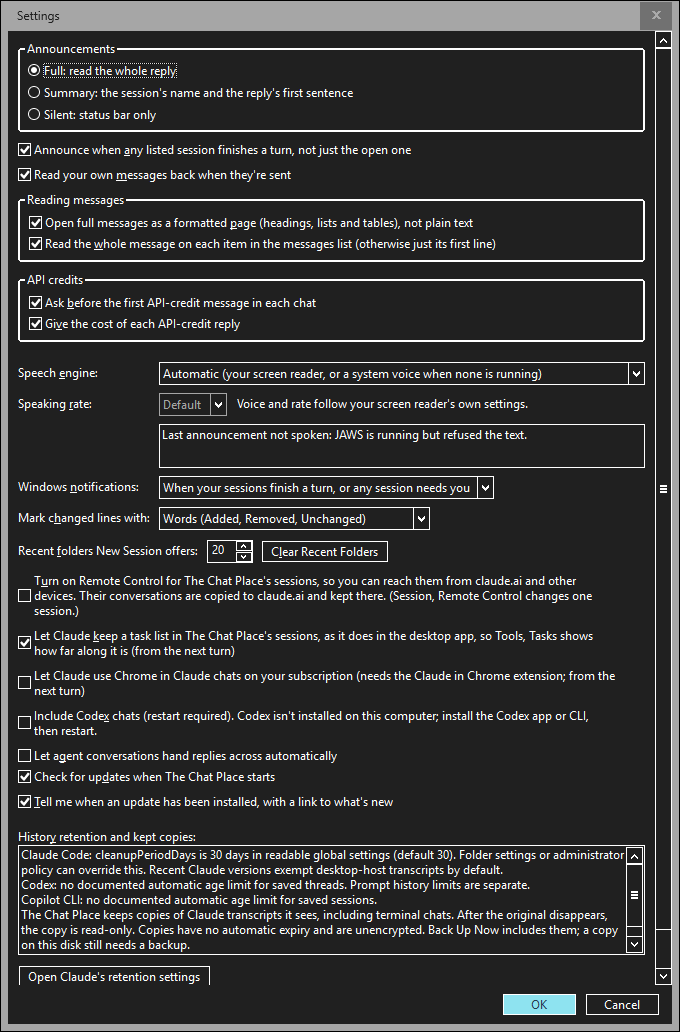 Settings
Announcements
Full: read the whole reply
Summary: the session's name and the reply's first sentence
Silent: status bar only
Announce when any listed session finishes a turn, not just the open one
Read your own messages back when they're sent
Reading messages
Open full messages as a formatted page (headings, lists and tables), not plain text
Read the whole message on each item in the messages list (otherwise just its first line)
API credits
Ask before the first API-credit message in each chat
Give the cost of each API-credit reply
Speech engine:
Automatic (your screen reader, or a system voice when none is running)
Speaking rate:
Default
Voice and rate follow your screen reader's own settings.
Last announcement not spoken: JAWS is running but refused the text.
Windows notifications:
When your sessions finish a turn, or any session needs you
Mark changed lines with:
Words (Added, Removed, Unchanged)
Recent folders New Session offers:
20
Clear Recent Folders
Turn on Remote Control for The Chat Place's sessions, so you can reach them from claude.ai and other
devices. Their conversations are copied to claude.ai and kept there. (Session, Remote Control changes one
session.)
Let Claude keep a task list in The Chat Place's sessions, as it does in the desktop app, so Tools, Tasks shows
how far along it is (from the next turn)
Let Claude use Chrome in Claude chats on your subscription (needs the Claude in Chrome extension; from the
next turn)
Include Codex chats (restart required). Codex isn't installed on this computer; install the Codex app or CLI,
then restart.
Let agent conversations hand replies across automatically
Check for updates when The Chat Place starts
Tell me when an update has been installed, with a link to what's new
History retention and kept copies:
Claude Code: cleanupPeriodDays is 30 days in readable global settings (default 30). Folder settings or administrator
policy can override this. Recent Claude versions exempt desktop-host transcripts by default.
Codex: no documented automatic age limit for saved threads. Prompt history limits are separate.
Copilot CLI: no documented automatic age limit for saved sessions.
The Chat Place keeps copies of Claude transcripts it sees, including terminal chats. After the original disappears,
the copy is read-only. Copies have no automatic expiry and are unencrypted. Back Up Now includes them; a copy
on this disk still needs a backup.
Open Claude's retention settings
OK
Cancel